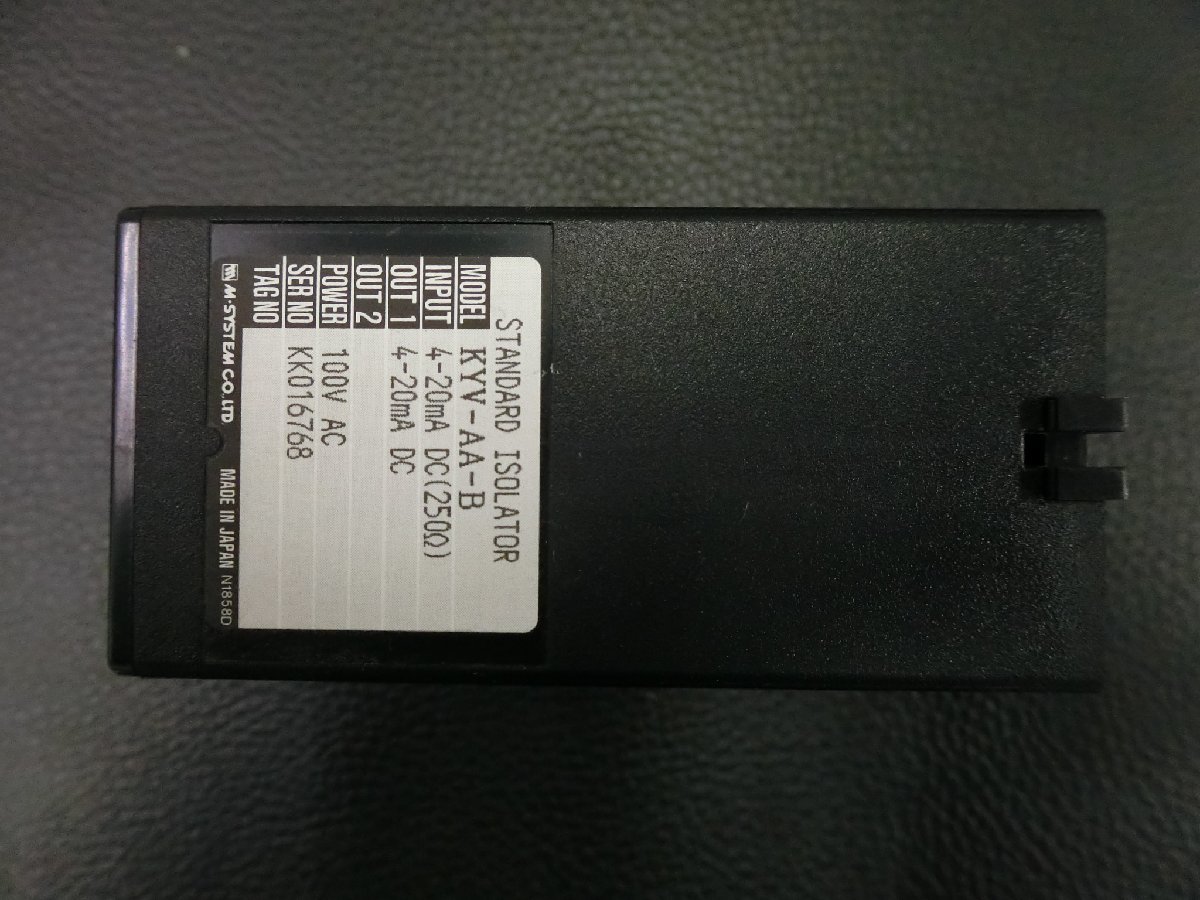 STANDARD ISOLATOR
MODEL KYV-AA-B
INPUT 4-20mA DC(250Ω)
OUT 1 4-20mA DC
OUT 2
POWER 100V AC
SER NO KK016768
TAG NO
M-SYSTEM CO., LTD MADE IN JAPAN N1858D